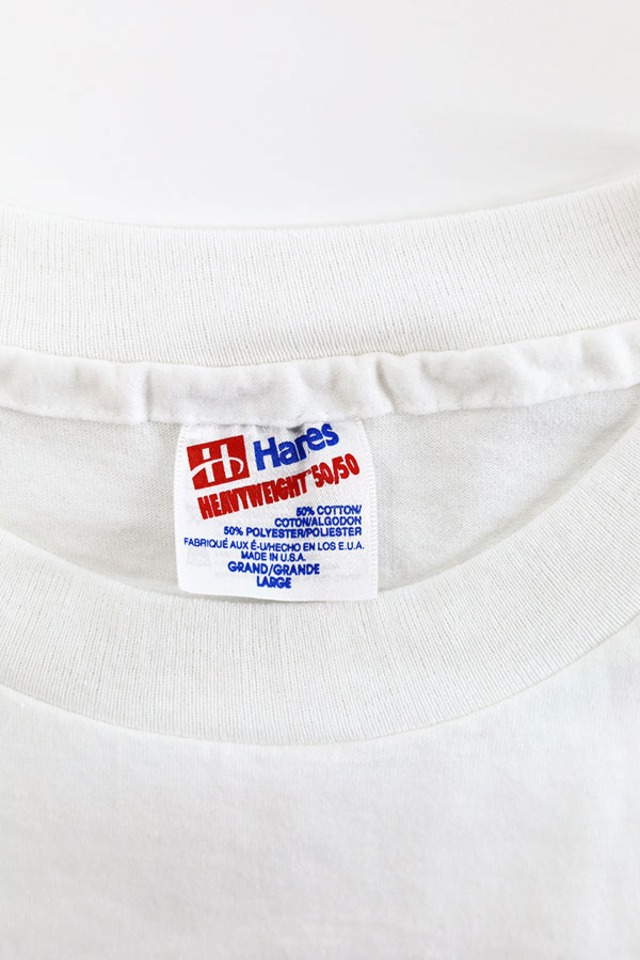 H Hanes
HEAVYWEIGHT® 50/50
50% COTTON/
COTON/ALGODON
50% POLYESTER/POLIESTER
FABRIQUÉ AUX É-U/HECHO EN LOS E.U.A.
MADE IN U.S.A.
GRAND/GRANDE
LARGE